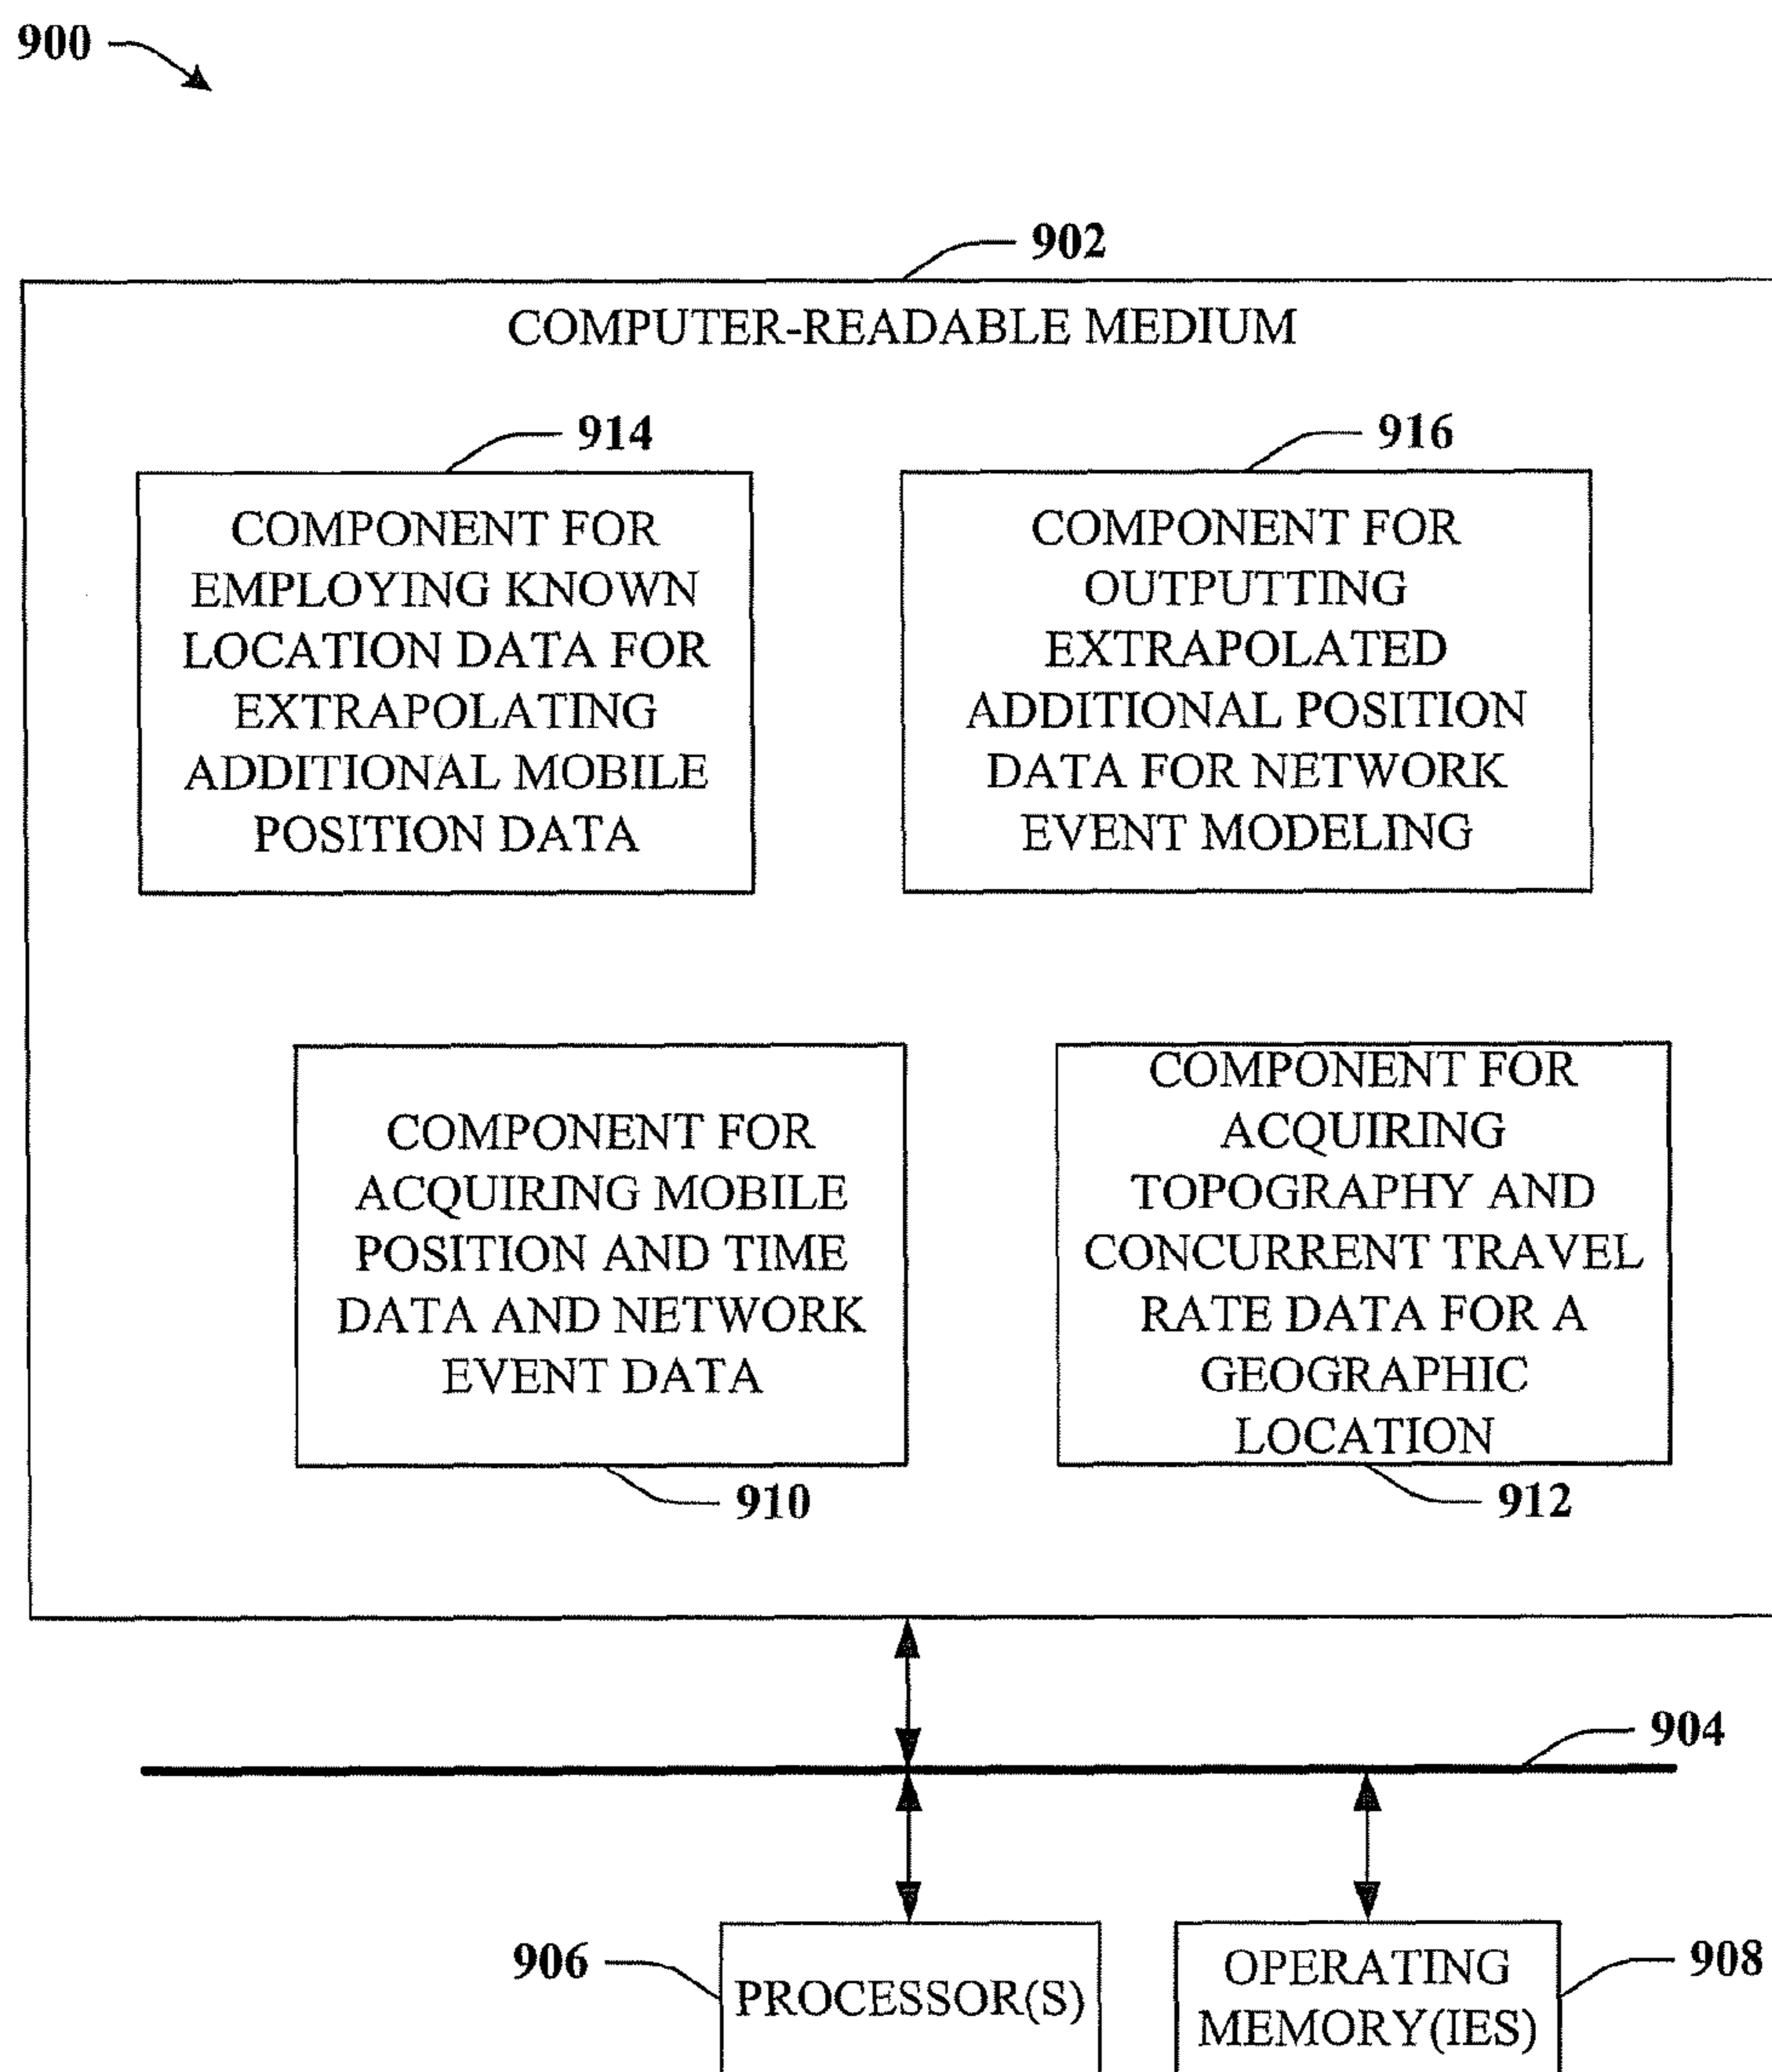 900
902
COMPUTER-READABLE MEDIUM
914
COMPONENT FOR
EMPLOYING KNOWN
LOCATION DATA FOR
EXTRAPOLATING
ADDITIONAL MOBILE
POSITION DATA
916
COMPONENT FOR
OUTPUTTING
EXTRAPOLATED
ADDITIONAL POSITION
DATA FOR NETWORK
EVENT MODELING
COMPONENT FOR
ACQUIRING MOBILE
POSITION AND TIME
DATA AND NETWORK
EVENT DATA
910
COMPONENT FOR
ACQUIRING
TOPOGRAPHY AND
CONCURRENT TRAVEL
RATE DATA FOR A
GEOGRAPHIC
LOCATION
912
904
906
PROCESSOR(S)
OPERATING
MEMORY(IES)
908